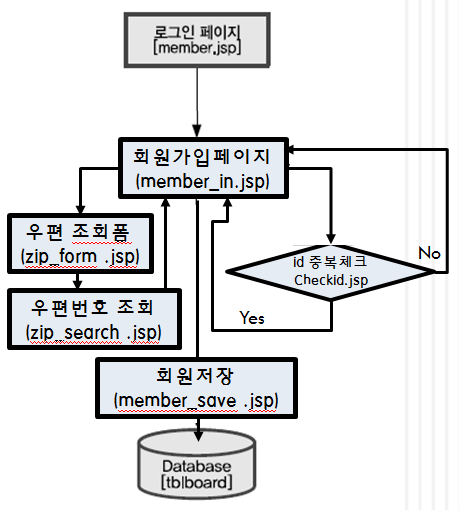 로그인 페이지
[member.jsp]
회원가입페이지
(member_in.jsp)
우편 조회폼
(zip_form .jsp)
우편번호 조회
(zip_search .jsp)
id 중복체크
Checkid.jsp
No
Yes
회원저장
(member_save .jsp)
Database
[tblboard]